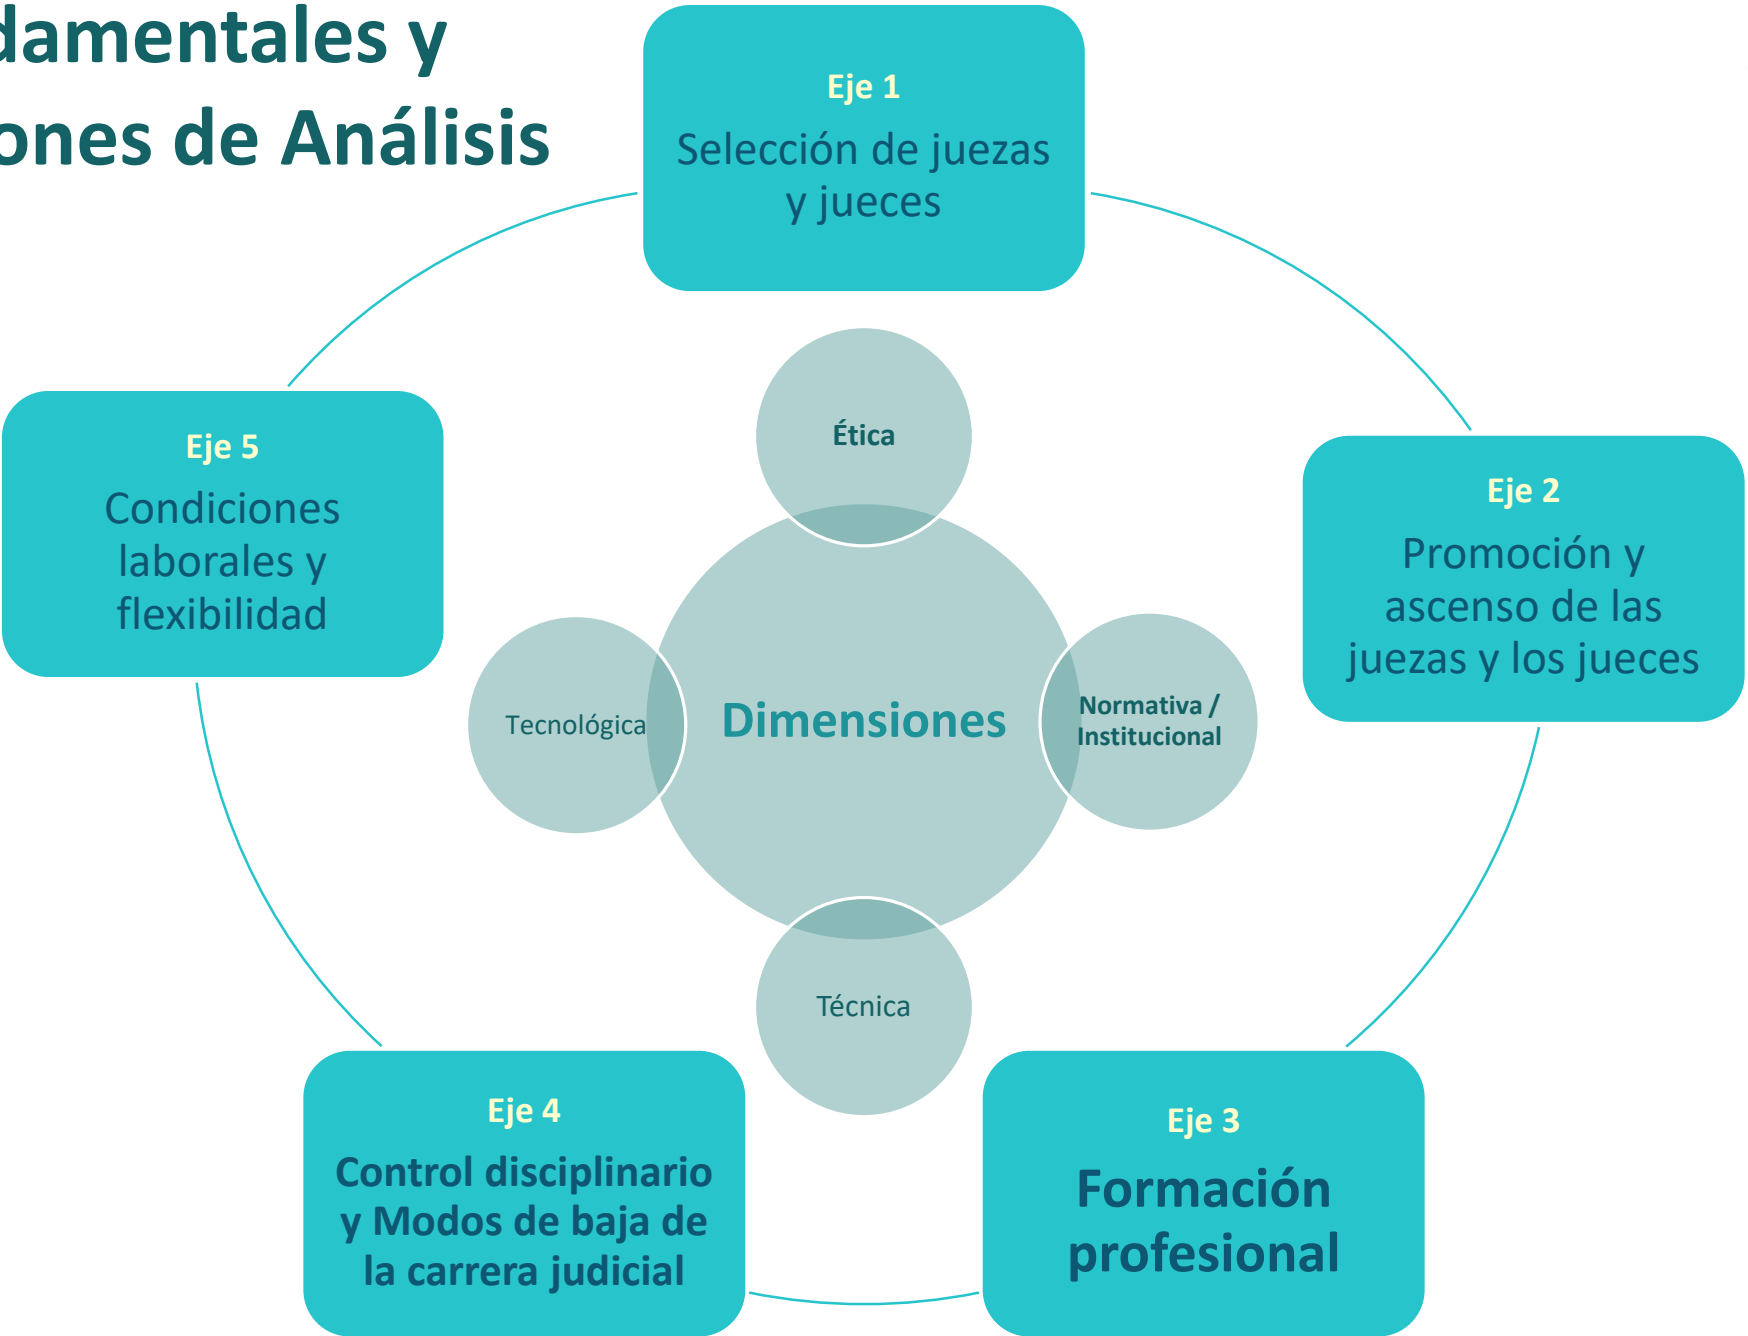 damentales y
ones de Análisis
Eje 1
Selección de juezas
y jueces
Eje 2
Promoción y
ascenso de las
juezas y los jueces
Eje 3
Formación
profesional
Eje 4
Control disciplinario
y Modos de baja de
la carrera judicial
Eje 5
Condiciones
laborales y
flexibilidad
Dimensiones
Ética
Normativa /
Institucional
Técnica
Tecnológica